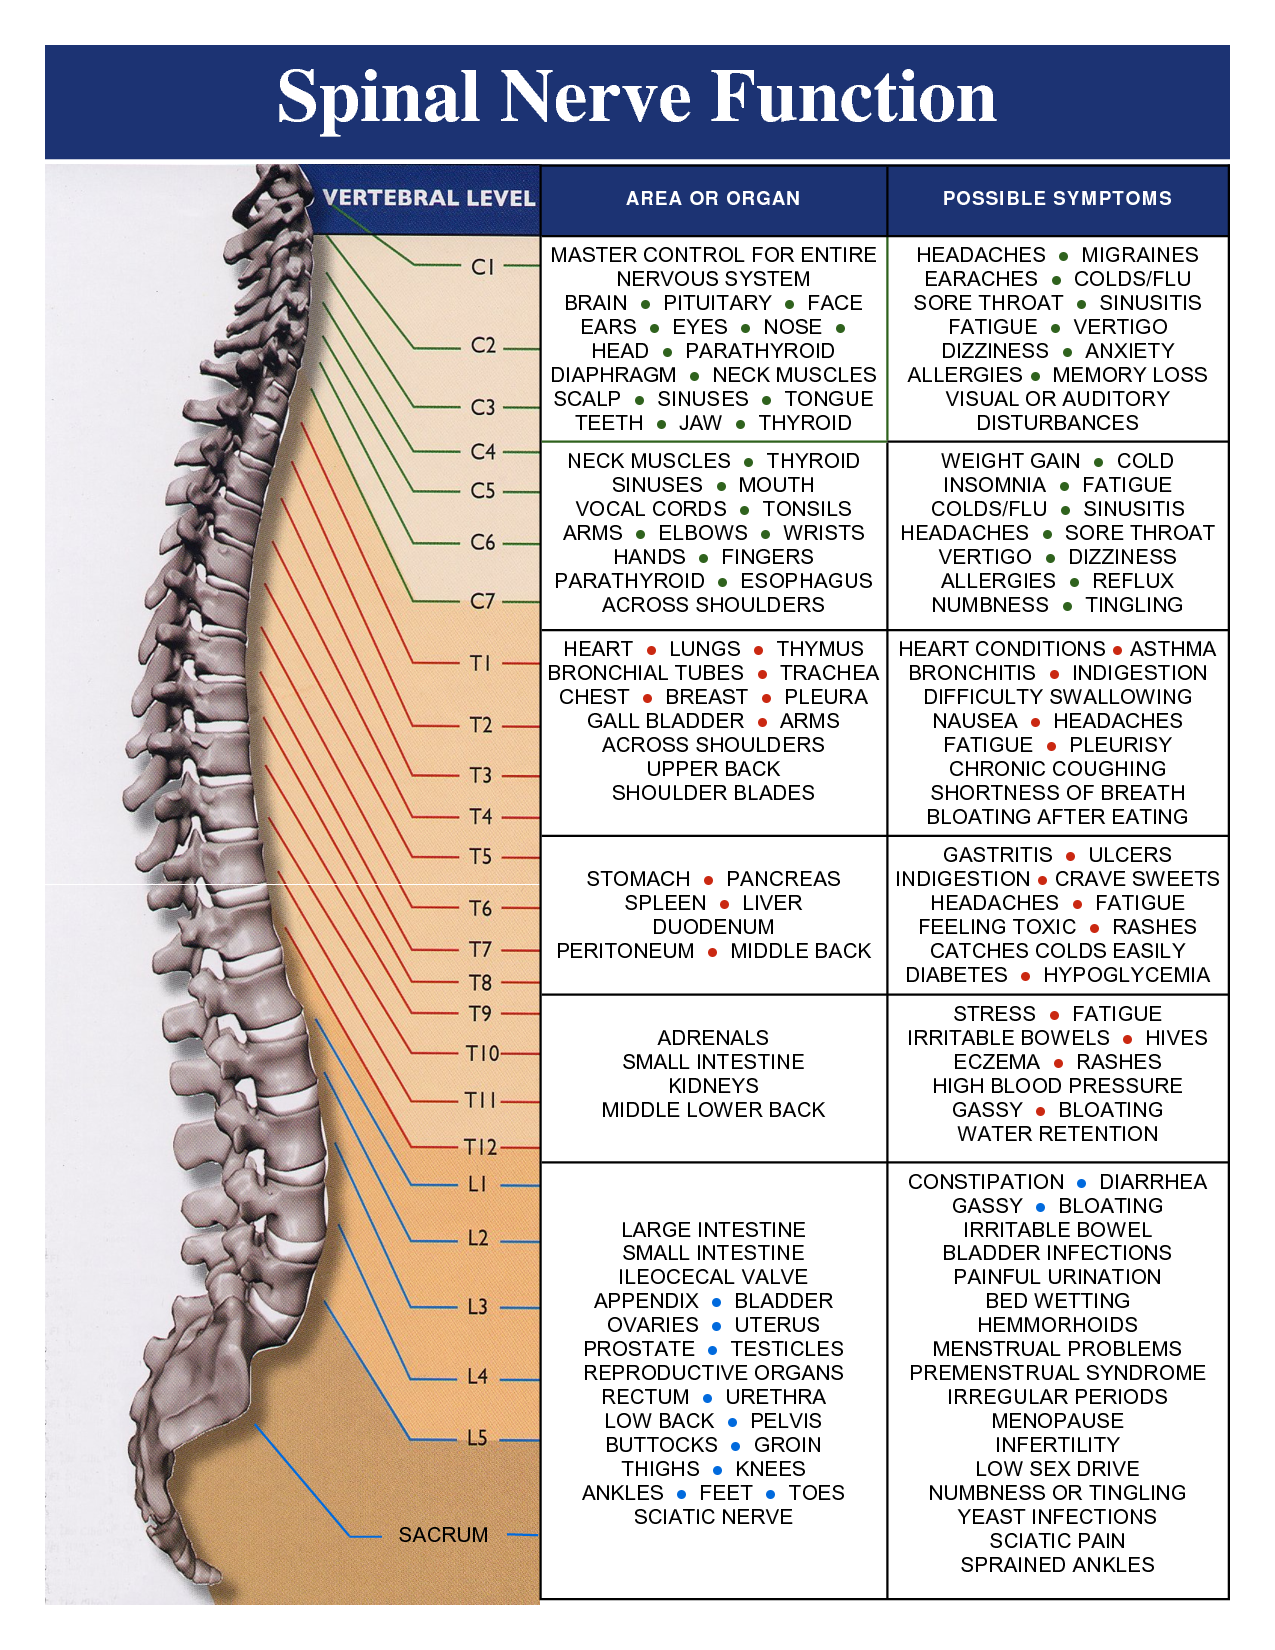 Spinal Nerve Function
VERTEBRAL LEVEL
C1
C2
C3
C4
C5
C6
C7
T1
T2
T3
T4
T5
T6
T7
T8
T9
T10
T11
T12
L1
L2
L3
L4
L5
SACRUM
AREA OR ORGAN
MASTER CONTROL FOR ENTIRE
NERVOUS SYSTEM
BRAIN ● PITUITARY ● FACE
EARS ● EYES ● NOSE ●
HEAD ● PARATHYROID
DIAPHRAGM ● NECK MUSCLES
SCALP ● SINUSES ● TONGUE
TEETH ● JAW ● THYROID
NECK MUSCLES ● THYROID
SINUSES ● MOUTH
VOCAL CORDS ● TONSILS
ARMS ● ELBOWS ● WRISTS
HANDS ● FINGERS
PARATHYROID ● ESOPHAGUS
ACROSS SHOULDERS
HEART ● LUNGS ● THYMUS
BRONCHIAL TUBES ● TRACHEA
CHEST ● BREAST ● PLEURA
GALL BLADDER ● ARMS
ACROSS SHOULDERS
UPPER BACK
SHOULDER BLADES
STOMACH ● PANCREAS
SPLEEN ● LIVER
DUODENUM
PERITONEUM ● MIDDLE BACK
ADRENALS
SMALL INTESTINE
KIDNEYS
MIDDLE LOWER BACK
LARGE INTESTINE
SMALL INTESTINE
ILEOCECAL VALVE
APPENDIX ● BLADDER
OVARIES ● UTERUS
PROSTATE ● TESTICLES
REPRODUCTIVE ORGANS
RECTUM ● URETHRA
LOW BACK ● PELVIS
BUTTOCKS ● GROIN
THIGHS ● KNEES
ANKLES ● FEET ● TOES
SCIATIC NERVE
POSSIBLE SYMPTOMS
HEADACHES ● MIGRAINES
EARACHES ● COLDS/FLU
SORE THROAT ● SINUSITIS
FATIGUE ● VERTIGO
DIZZINESS ● ANXIETY
ALLERGIES ● MEMORY LOSS
VISUAL OR AUDITORY
DISTURBANCES
WEIGHT GAIN ● COLD
INSOMNIA ● FATIGUE
COLDS/FLU ● SINUSITIS
HEADACHES ● SORE THROAT
VERTIGO ● DIZZINESS
ALLERGIES ● REFLUX
NUMBNESS ● TINGLING
HEART CONDITIONS ● ASTHMA
BRONCHITIS ● INDIGESTION
DIFFICULTY SWALLOWING
NAUSEA ● HEADACHES
FATIGUE ● PLEURISY
CHRONIC COUGHING
SHORTNESS OF BREATH
BLOATING AFTER EATING
GASTRITIS ● ULCERS
INDIGESTION ● CRAVE SWEETS
HEADACHES ● FATIGUE
FEELING TOXIC ● RASHES
CATCHES COLDS EASILY
DIABETES ● HYPOGLYCEMIA
STRESS ● FATIGUE
IRRITABLE BOWELS ● HIVES
ECZEMA ● RASHES
HIGH BLOOD PRESSURE
GASSY ● BLOATING
WATER RETENTION
CONSTIPATION ● DIARRHEA
GASSY ● BLOATING
IRRITABLE BOWEL
BLADDER INFECTIONS
PAINFUL URINATION
BED WETTING
HEMMORHOIDS
MENSTRUAL PROBLEMS
PREMENSTRUAL SYNDROME
IRREGULAR PERIODS
MENOPAUSE
INFERTILITY
LOW SEX DRIVE
NUMBNESS OR TINGLING
YEAST INFECTIONS
SCIATIC PAIN
SPRAINED ANKLES